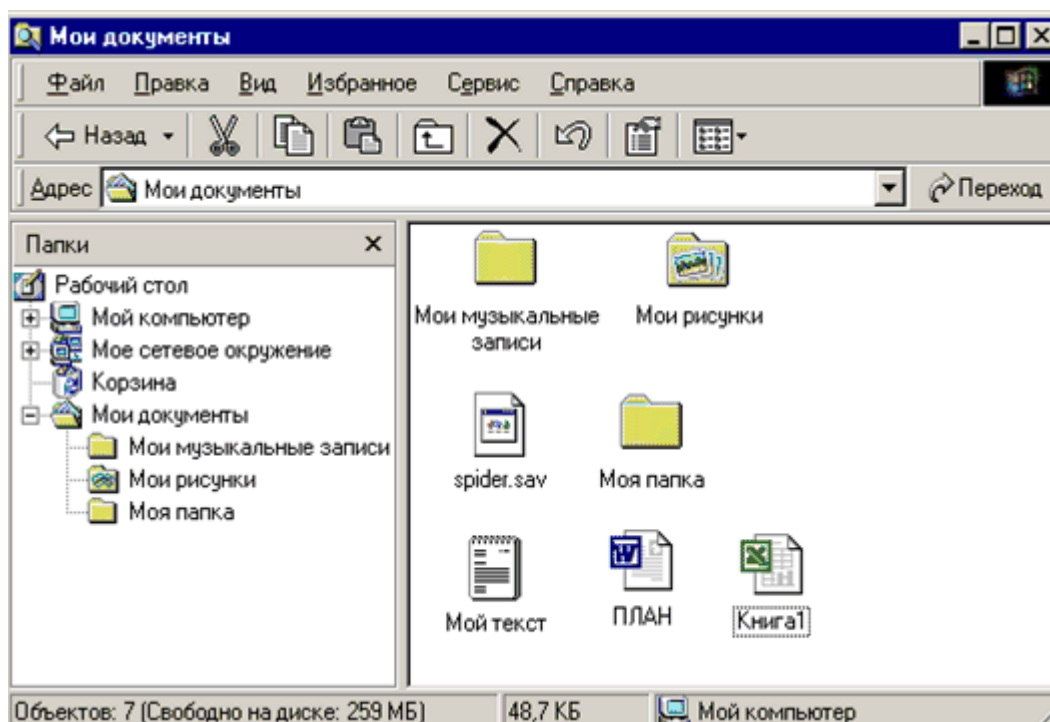 Мои документы
Файл Правка Вид Избранное Сервис Справка
Назад
Адрес Мои документы Переход
Папки
Рабочий стол
Мой компьютер
Мое сетевое окружение
Корзина
Мои документы
Мои музыкальные записи
Мои рисунки
Моя папка
Мои музыкальные
записи
Мои рисунки
spider.sav
Моя папка
Мой текст
ПЛАН
Книга1
Объектов: 7 (Свободно на диске: 259 МБ) 48,7 КБ Мой компьютер